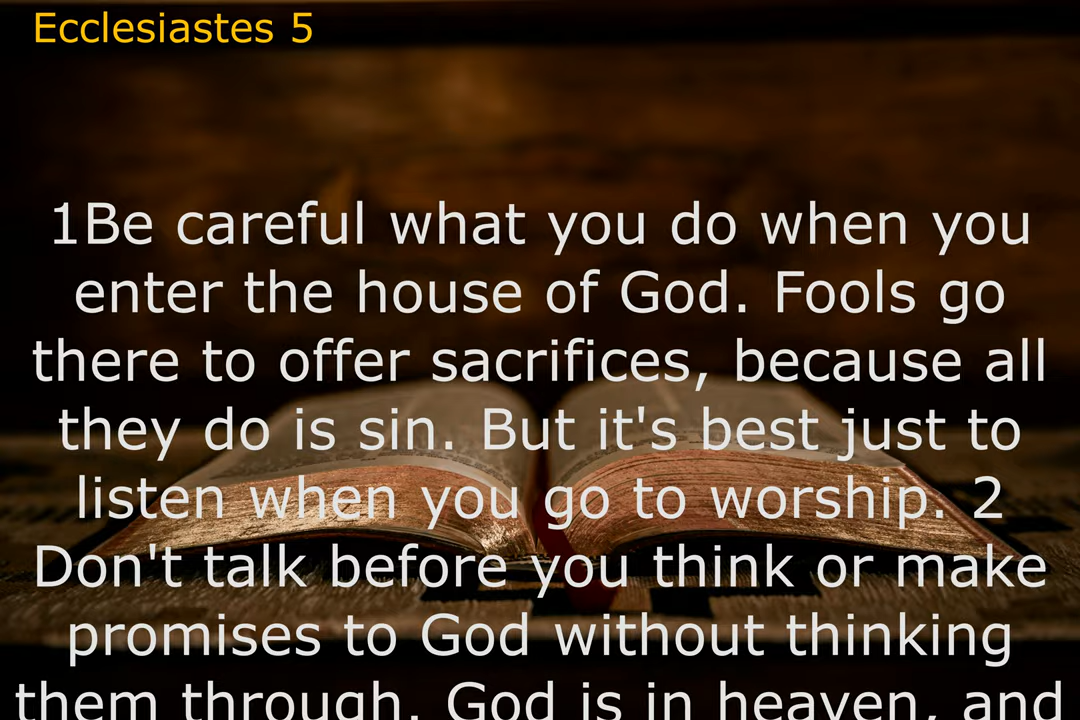 Ecclesiastes 5
1Be careful what you do when you
enter the house of God. Fools go
there to offer sacrifices, because all
they do is sin. But it's best just to
listen when you go to worship. 2
Don't talk before you think or make
promises to God without thinking
them through. God is in heaven, and